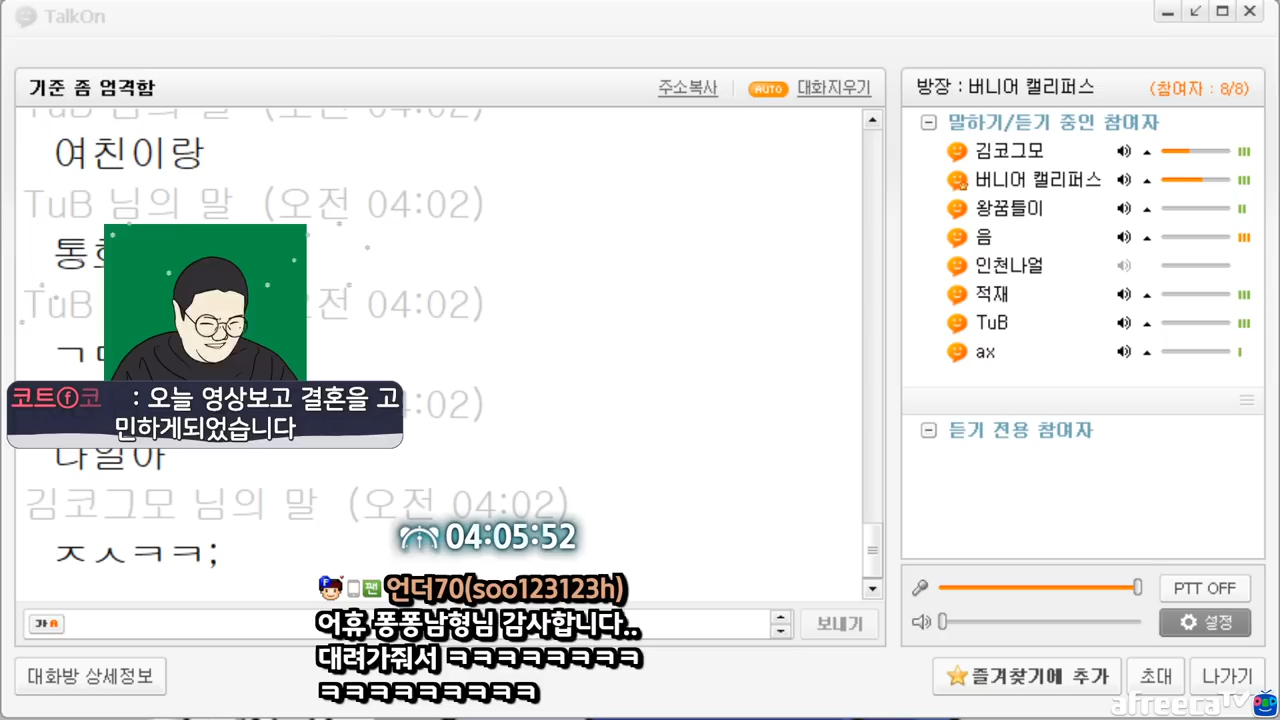 TalkOn
기준 좀 엄격함
주소복사
AUTO
대화지우기
여친이랑
TuB 님의 말 (오전 04:02)
통
TuB 오전 04:02)
ㄱ
:02)
나일아
김코그모 님의 말 (오전 04:02)
ㅈㅅㅋㅋ;
코트ⓕ코 : 오늘 영상보고 결혼을 고
민하게되었습니다
04:05:52
팬 언더70(soo123123h)
어휴 퐁퐁남형님 감사합니다..
대려가줘서 ㅋㅋㅋㅋㅋㅋㅋㅋ
ㅋㅋㅋㅋㅋㅋㅋㅋㅋ
가
보내기
대화방 상세정보
방장 : 버니어 캘리퍼스
(참여자 : 8/8)
말하기/듣기 중인 참여자
김코그모
버니어 캘리퍼스
왕꿈틀이
음
인천나얼
적재
TuB
ax
듣기 전용 참여자
PTT OFF
설정
즐겨찾기에 추가
초대
나가기
afreecaTV